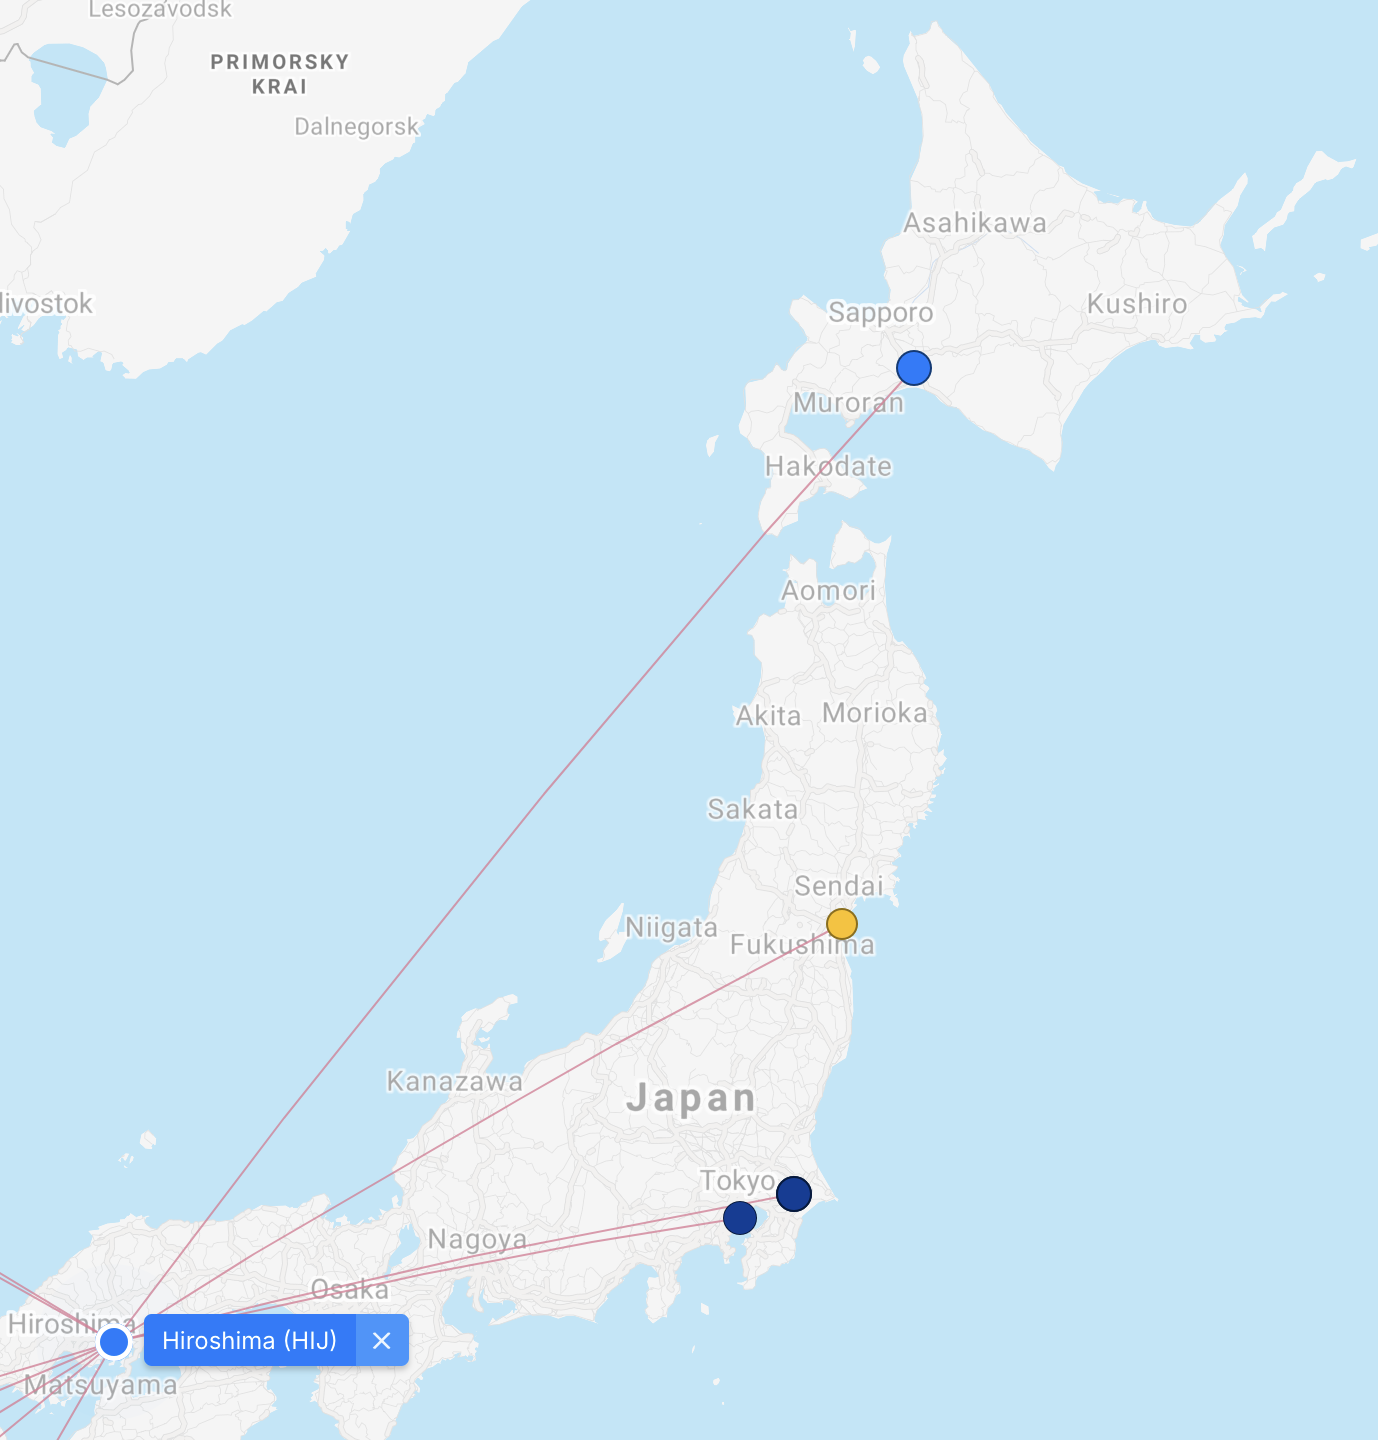 Lesozavodsk
PRIMORSKY
KRAI
Dalnegorsk
Asahikawa
livostok
Kushiro
Sapporo
Muroran
Hakodate
Aomori
Akita
Morioka
Sakata
Sendai
Niigata
Fukushima
Kanazawa
Japan
Tokyo
Nagoya
Osaka
Hiroshima
Hiroshima (HIJ)
Matsuyama